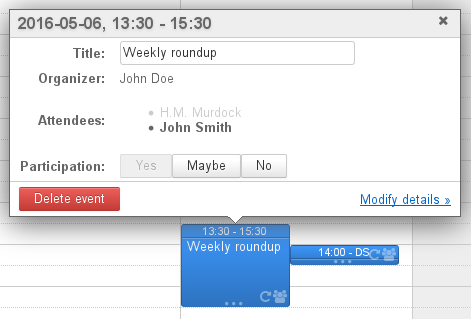 2016-05-06, 13:30 - 15:30
Title: Weekly roundup
Organizer: John Doe
Attendees:
• H.M. Murdock
• John Smith
Participation: Yes Maybe No
Delete event Modify details »
13:30 - 15:30
Weekly roundup
14:00 - DS